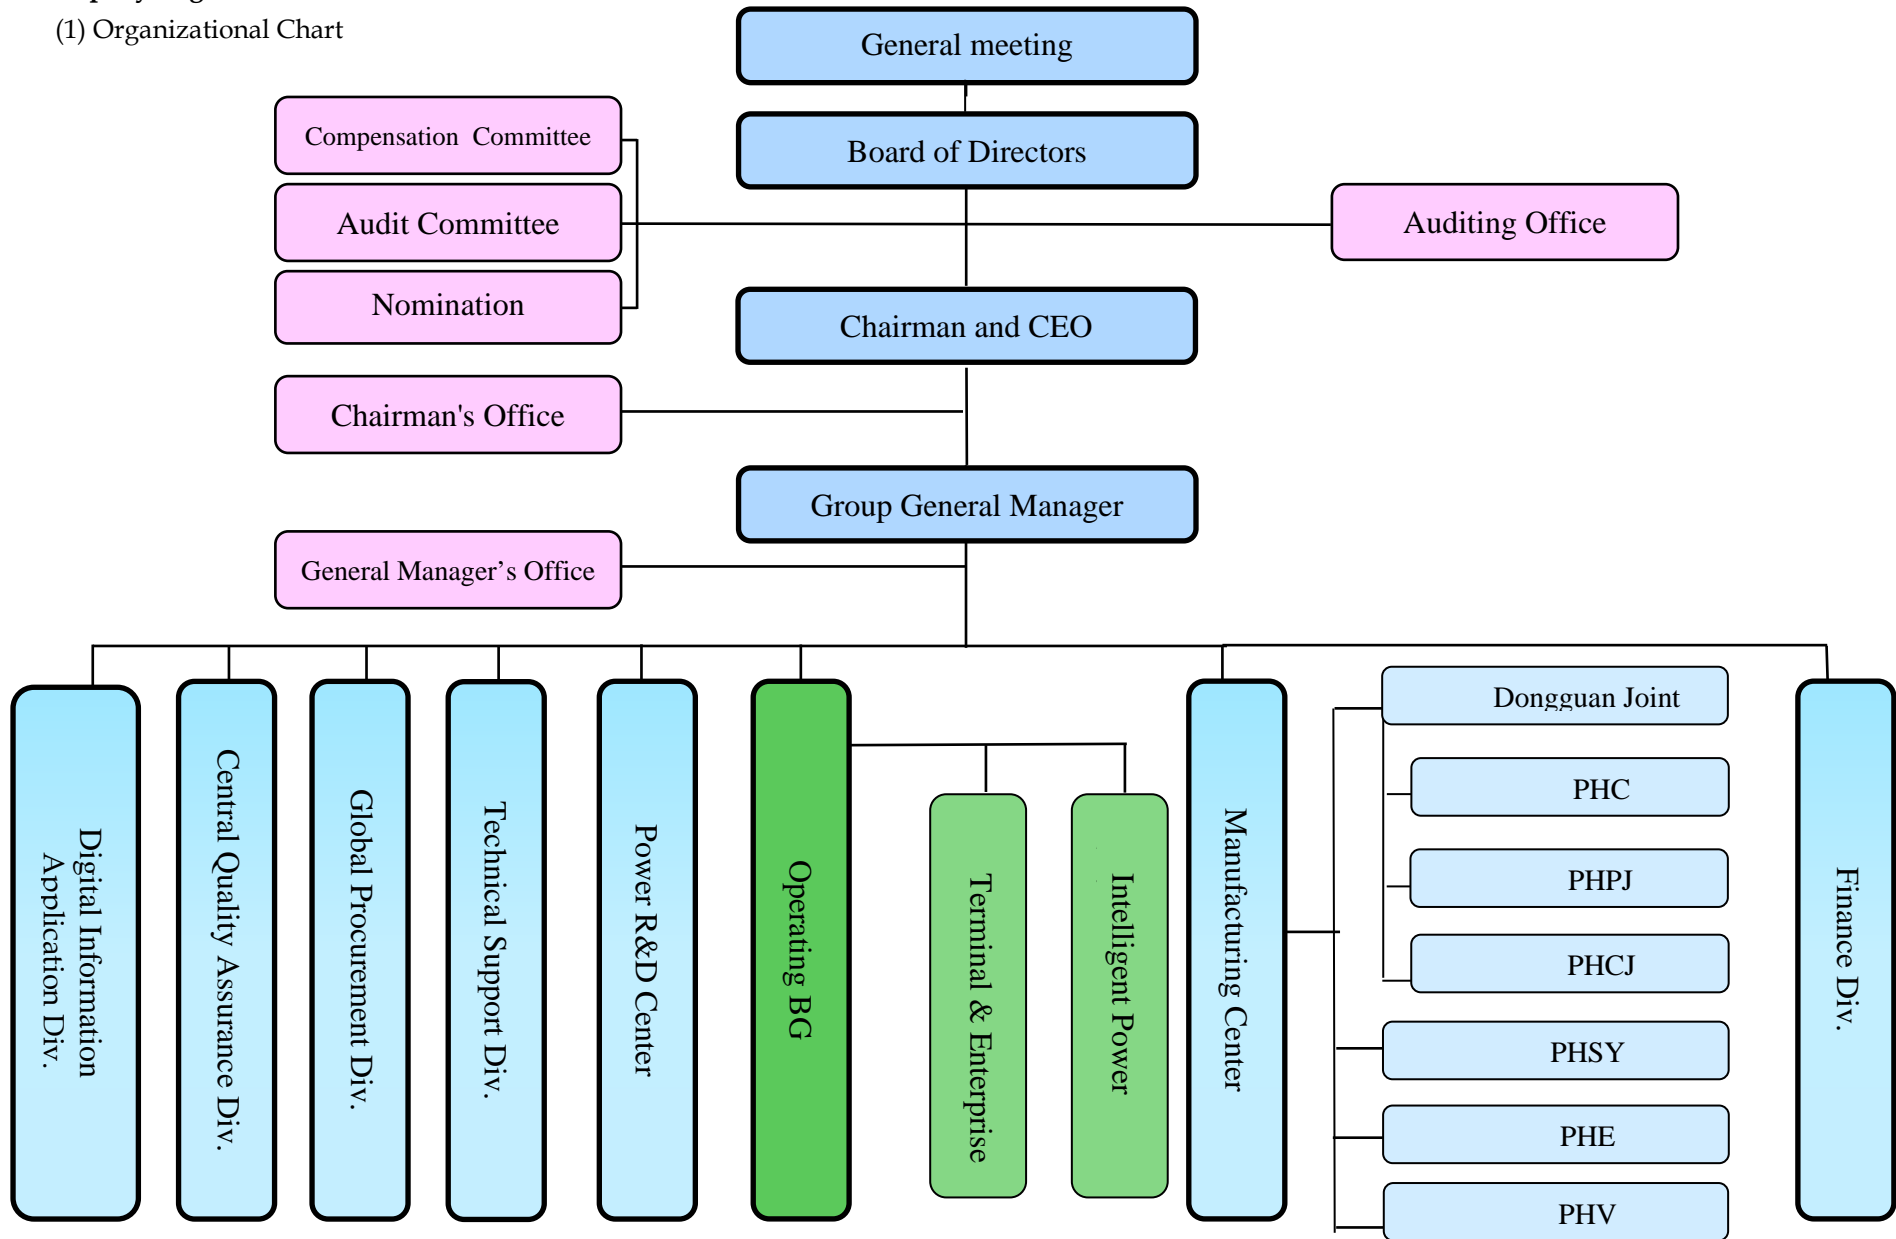 (1) Organizational Chart
General meeting
Compensation Committee
Board of Directors
Audit Committee
Auditing Office
Nomination
Chairman and CEO
Chairman's Office
Group General Manager
General Manager’s Office
Digital Information
Application Div.
Central Quality Assurance Div.
Global Procurement Div.
Technical Support Div.
Power R&D Center
Operating BG
Terminal & Enterprise
Intelligent Power
Manufacturing Center
Dongguan Joint
PHC
PHPJ
PHCJ
PHSY
PHE
PHV
Finance Div.